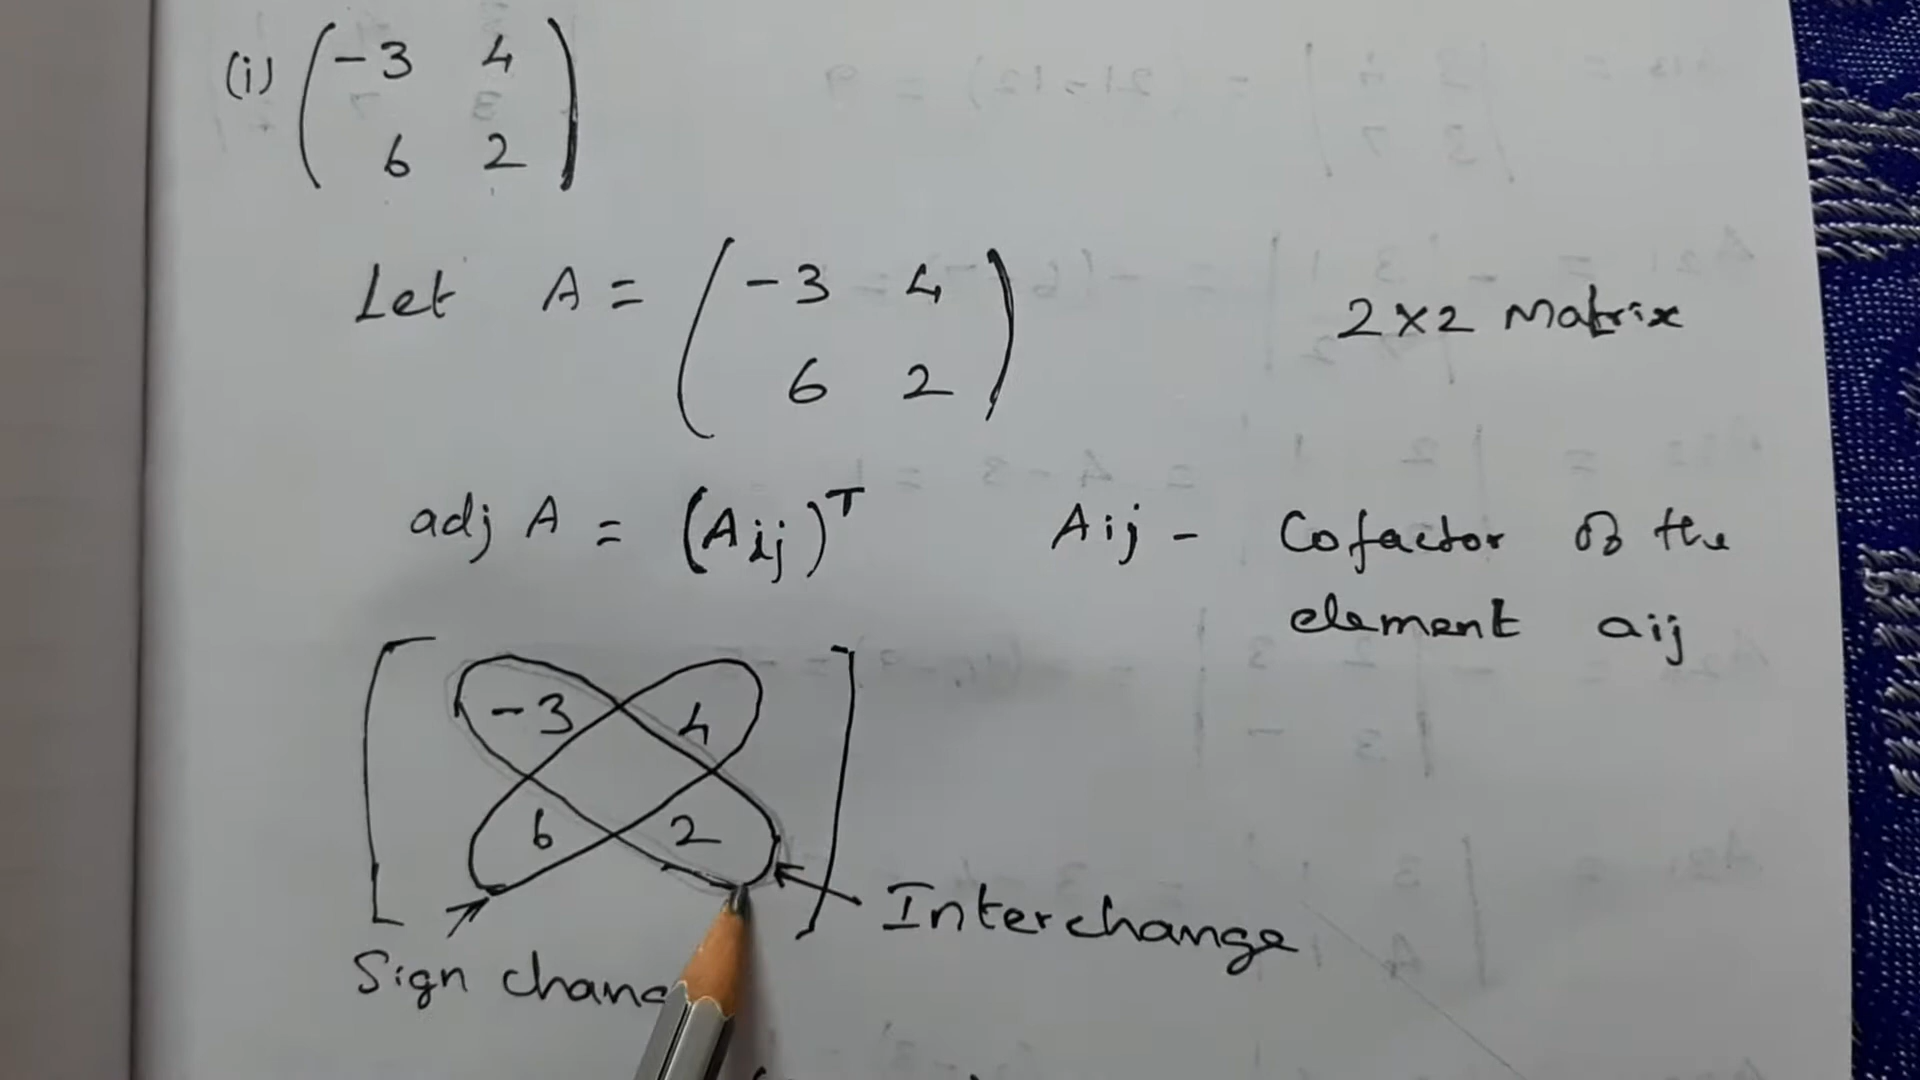 (i) (-3 4
6 2)
Let A = (-3 4
6 2)
2×2 Matrix
adj A = (Aij)ᵀ Aij - Cofactor of the
element aij
[-3 4
6 2]
Interchange
Sign